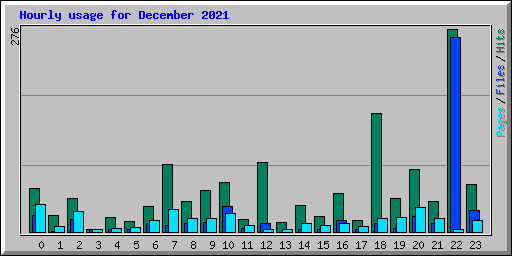 Hourly usage for December 2021
276
Pages/Files/Hits
0 1 2 3 4 5 6 7 8 9 10 11 12 13 14 15 16 17 18 19 20 21 22 23